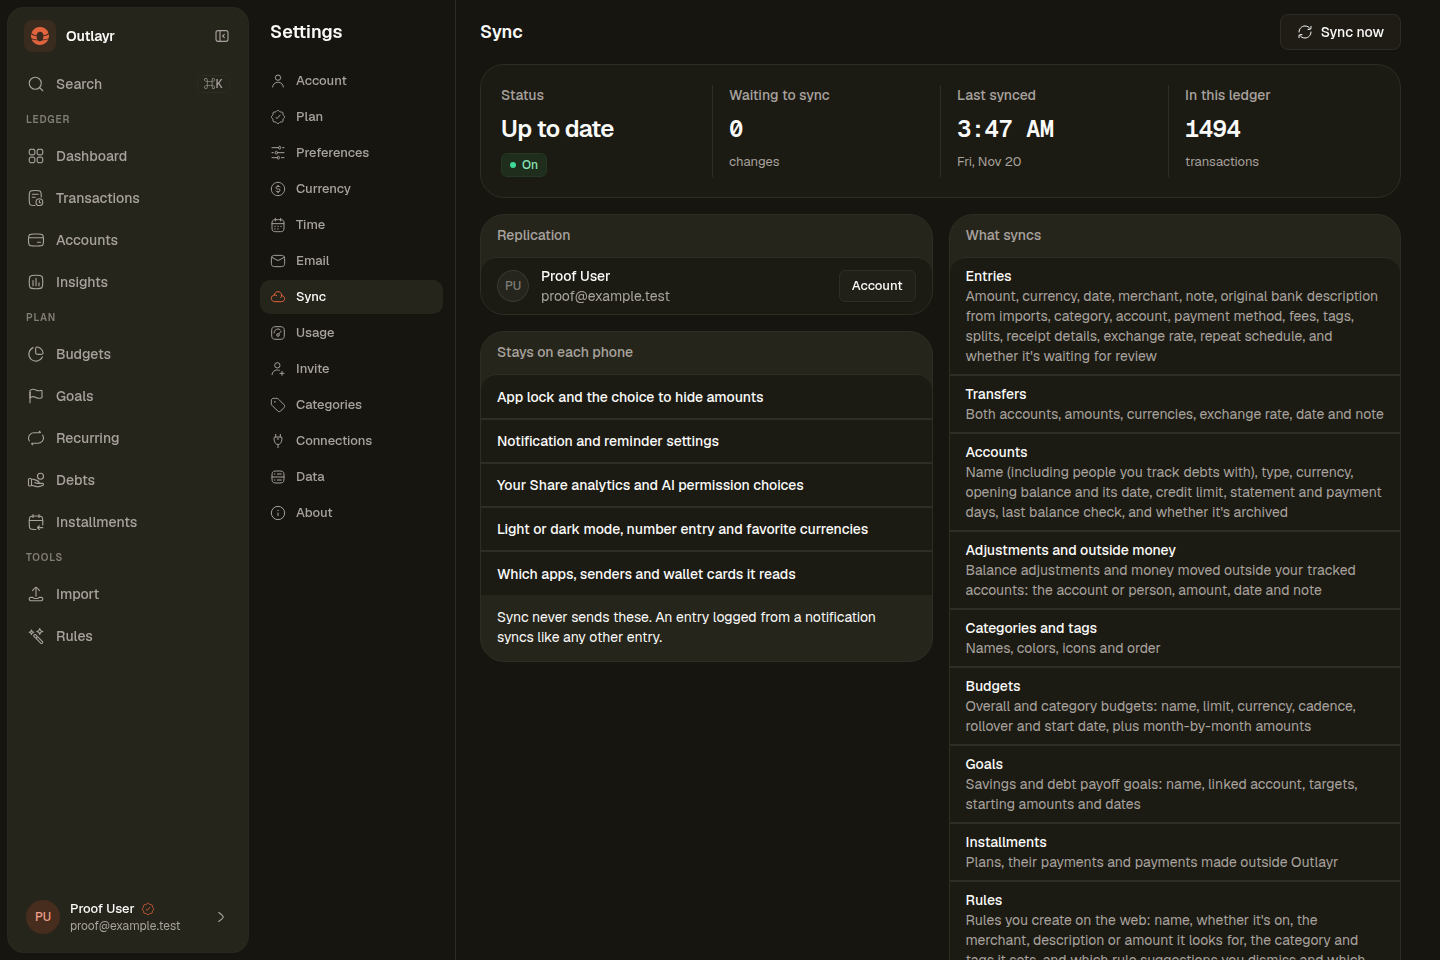 Outlayr
Search
⌘K
LEDGER
Dashboard
Transactions
Accounts
Insights
PLAN
Budgets
Goals
Recurring
Debts
Installments
TOOLS
Import
Rules
PU
Proof User
proof@example.test
Settings
Account
Plan
Preferences
Currency
Time
Email
Sync
Usage
Invite
Categories
Connections
Data
About
Sync
Sync now
Status
Up to date
On
Waiting to sync
0
changes
Last synced
3:47 AM
Fri, Nov 20
In this ledger
1494
transactions
Replication
PU
Proof User
proof@example.test
Account
Stays on each phone
App lock and the choice to hide amounts
Notification and reminder settings
Your Share analytics and AI permission choices
Light or dark mode, number entry and favorite currencies
Which apps, senders and wallet cards it reads
Sync never sends these. An entry logged from a notification
syncs like any other entry.
What syncs
Entries
Amount, currency, date, merchant, note, original bank description
from imports, category, account, payment method, fees, tags,
splits, receipt details, exchange rate, repeat schedule, and
whether it's waiting for review
Transfers
Both accounts, amounts, currencies, exchange rate, date and note
Accounts
Name (including people you track debts with), type, currency,
opening balance and its date, credit limit, statement and payment
days, last balance check, and whether it's archived
Adjustments and outside money
Balance adjustments and money moved outside your tracked
accounts: the account or person, amount, date and note
Categories and tags
Names, colors, icons and order
Budgets
Overall and category budgets: name, limit, currency, cadence,
rollover and start date, plus month-by-month amounts
Goals
Savings and debt payoff goals: name, linked account, targets,
starting amounts and dates
Installments
Plans, their payments and payments made outside Outlayr
Rules
Rules you create on the web: name, whether it's on, the
merchant, description or amount it looks for, the category and
tags it sets, and which rule suggestions you dismiss and which